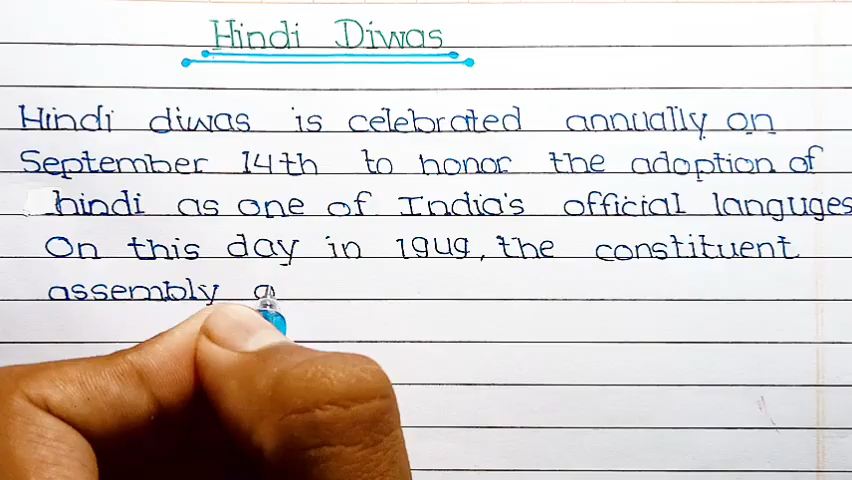 Hindi Diwas
Hindi diwas is celebrated annually on
September 14th to honor the adoption of
hindi as one of India's official languges
On this day in 1949, the constituent
assembly